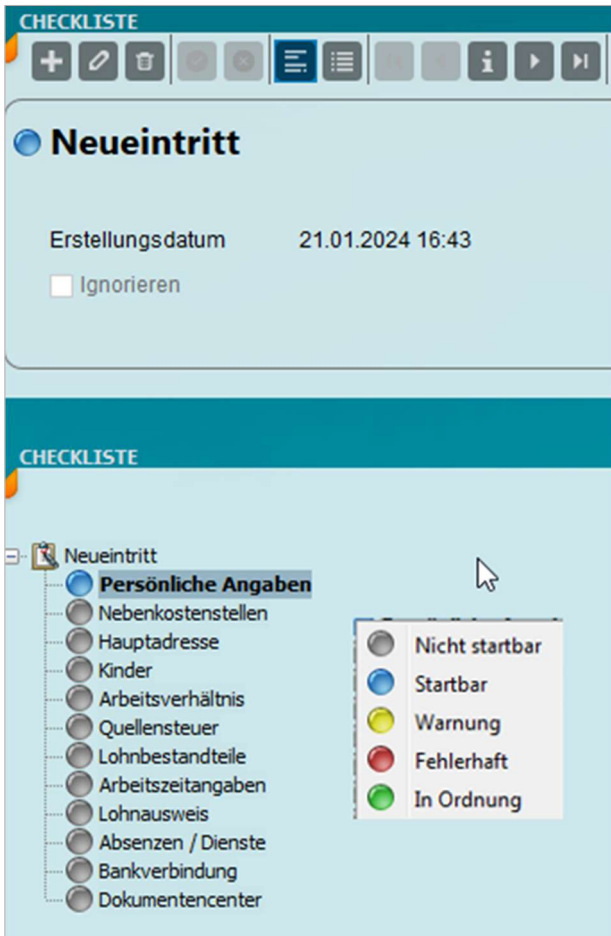 CHECKLISTE
Neueintritt
Erstellungsdatum 21.01.2024 16:43
Ignorieren
CHECKLISTE
Neueintritt
Persönliche Angaben
Nebenkostenstellen
Hauptadresse
Kinder
Arbeitsverhältnis
Quellensteuer
Lohnbestandteile
Arbeitszeitangaben
Lohnausweis
Absenzen / Dienste
Bankverbindung
Dokumentencenter
Nicht startbar
Startbar
Warnung
Fehlerhaft
In Ordnung